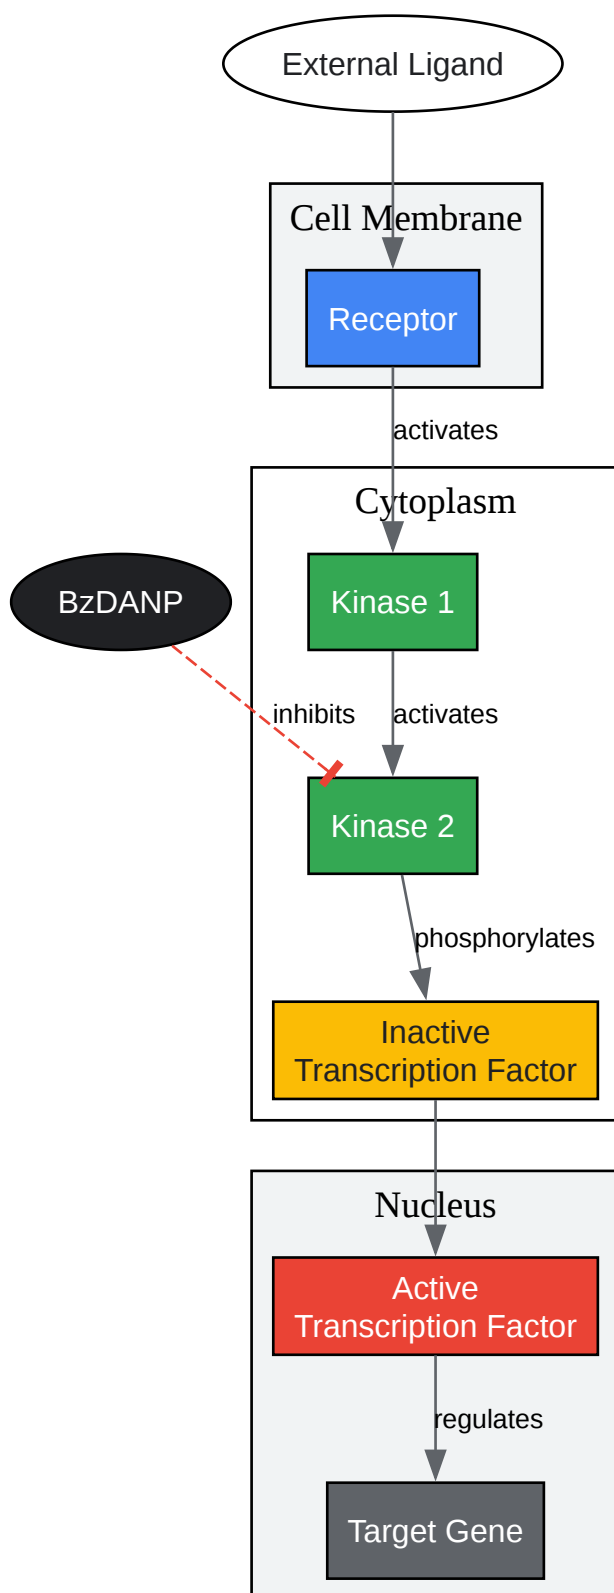 External Ligand
Cell Membrane
Receptor
activates
Cytoplasm
BzDANP
Kinase 1
inhibits
activates
Kinase 2
phosphorylates
Inactive
Transcription Factor
Nucleus
Active
Transcription Factor
regulates
Target Gene